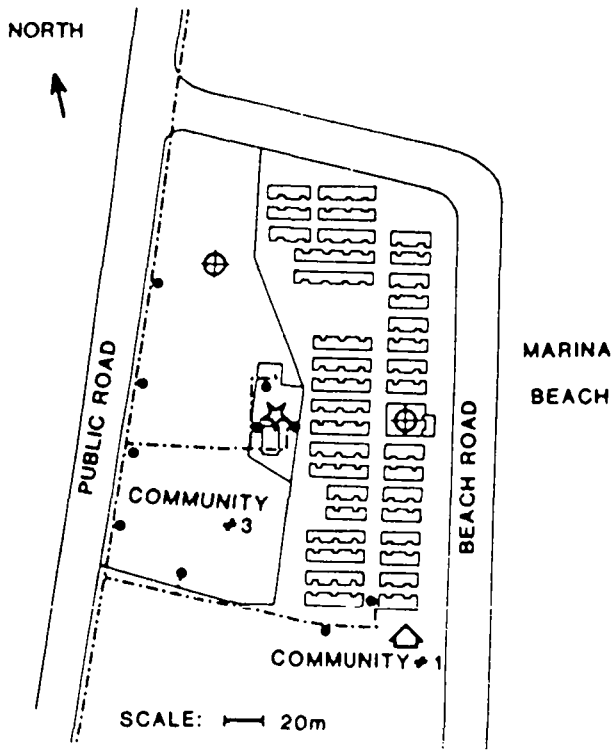 NORTH
PUBLIC ROAD
MARINA
BEACH
BEACH ROAD
COMMUNITY
#3
COMMUNITY #1
SCALE: 20m